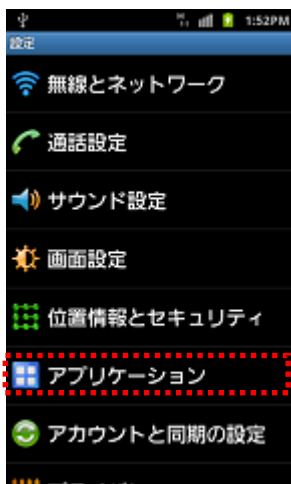 1:52PM
設定
無線とネットワーク
通話設定
サウンド設定
画面設定
位置情報とセキュリティ
アプリケーション
アカウントと同期の設定